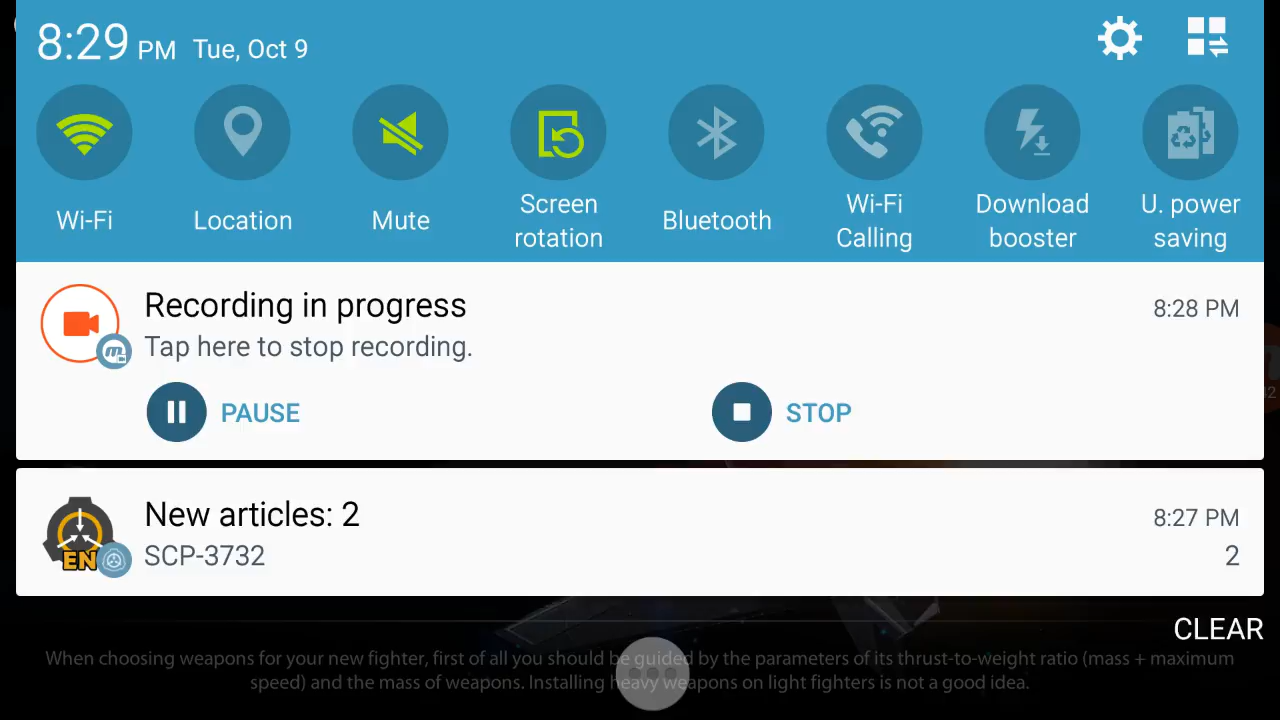 8:29 PM Tue, Oct 9
Wi-Fi
Location
Mute
Screen
rotation
Bluetooth
Wi-Fi
Calling
Download
booster
U. power
saving
Recording in progress
8:28 PM
Tap here to stop recording.
PAUSE
STOP
New articles: 2
8:27 PM
EN
SCP-3732
2
CLEAR
When choosing weapons for your new fighter, first of all you should be guided by the parameters of its thrust-to-weight ratio (mass + maximum
speed) and the mass of weapons. Installing heavy weapons on light fighters is not a good idea.